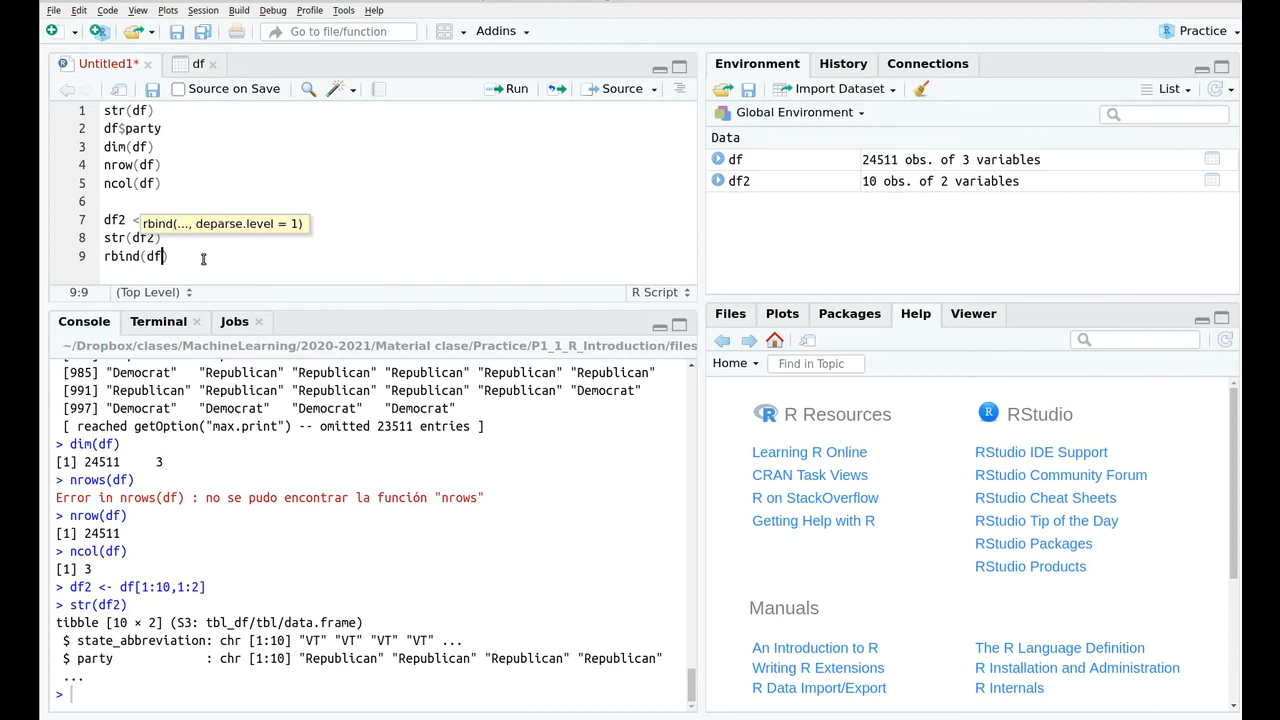 File Edit Code View Plots Session Build Debug Profile Tools Help
Go to file/function Addins Practice
Untitled1* df
Source on Save Run Source
1 str(df)
2 df$party
3 dim(df)
4 nrow(df)
5 ncol(df)
6
7 df2 <
rbind(..., deparse.level = 1)
8 str(df2)
9 rbind(df)
9:9 (Top Level) R Script
Console Terminal Jobs
~/Dropbox/clases/MachineLearning/2020-2021/Material clase/Practice/P1_1_R_Introduction/files
[985] "Democrat" "Republican" "Republican" "Republican" "Republican" "Republican"
[991] "Republican" "Republican" "Republican" "Republican" "Republican" "Democrat"
[997] "Democrat" "Democrat" "Democrat" "Democrat"
[ reached getOption("max.print") -- omitted 23511 entries ]
> dim(df)
[1] 24511 3
> nrows(df)
Error in nrows(df) : no se pudo encontrar la función "nrows"
> nrow(df)
[1] 24511
> ncol(df)
[1] 3
> df2 <- df[1:10,1:2]
> str(df2)
tibble [10 × 2] (S3: tbl_df/tbl/data.frame)
$ state_abbreviation: chr [1:10] "VT" "VT" "VT" "VT" ...
$ party : chr [1:10] "Republican" "Republican" "Republican" "Republican"
...
>
Environment History Connections
Import Dataset List
Global Environment
Data
df 24511 obs. of 3 variables
df2 10 obs. of 2 variables
Files Plots Packages Help Viewer
Home Find in Topic
R Resources
Learning R Online
CRAN Task Views
R on StackOverflow
Getting Help with R
RStudio
RStudio IDE Support
RStudio Community Forum
RStudio Cheat Sheets
RStudio Tip of the Day
RStudio Packages
RStudio Products
Manuals
An Introduction to R
Writing R Extensions
R Data Import/Export
The R Language Definition
R Installation and Administration
R Internals